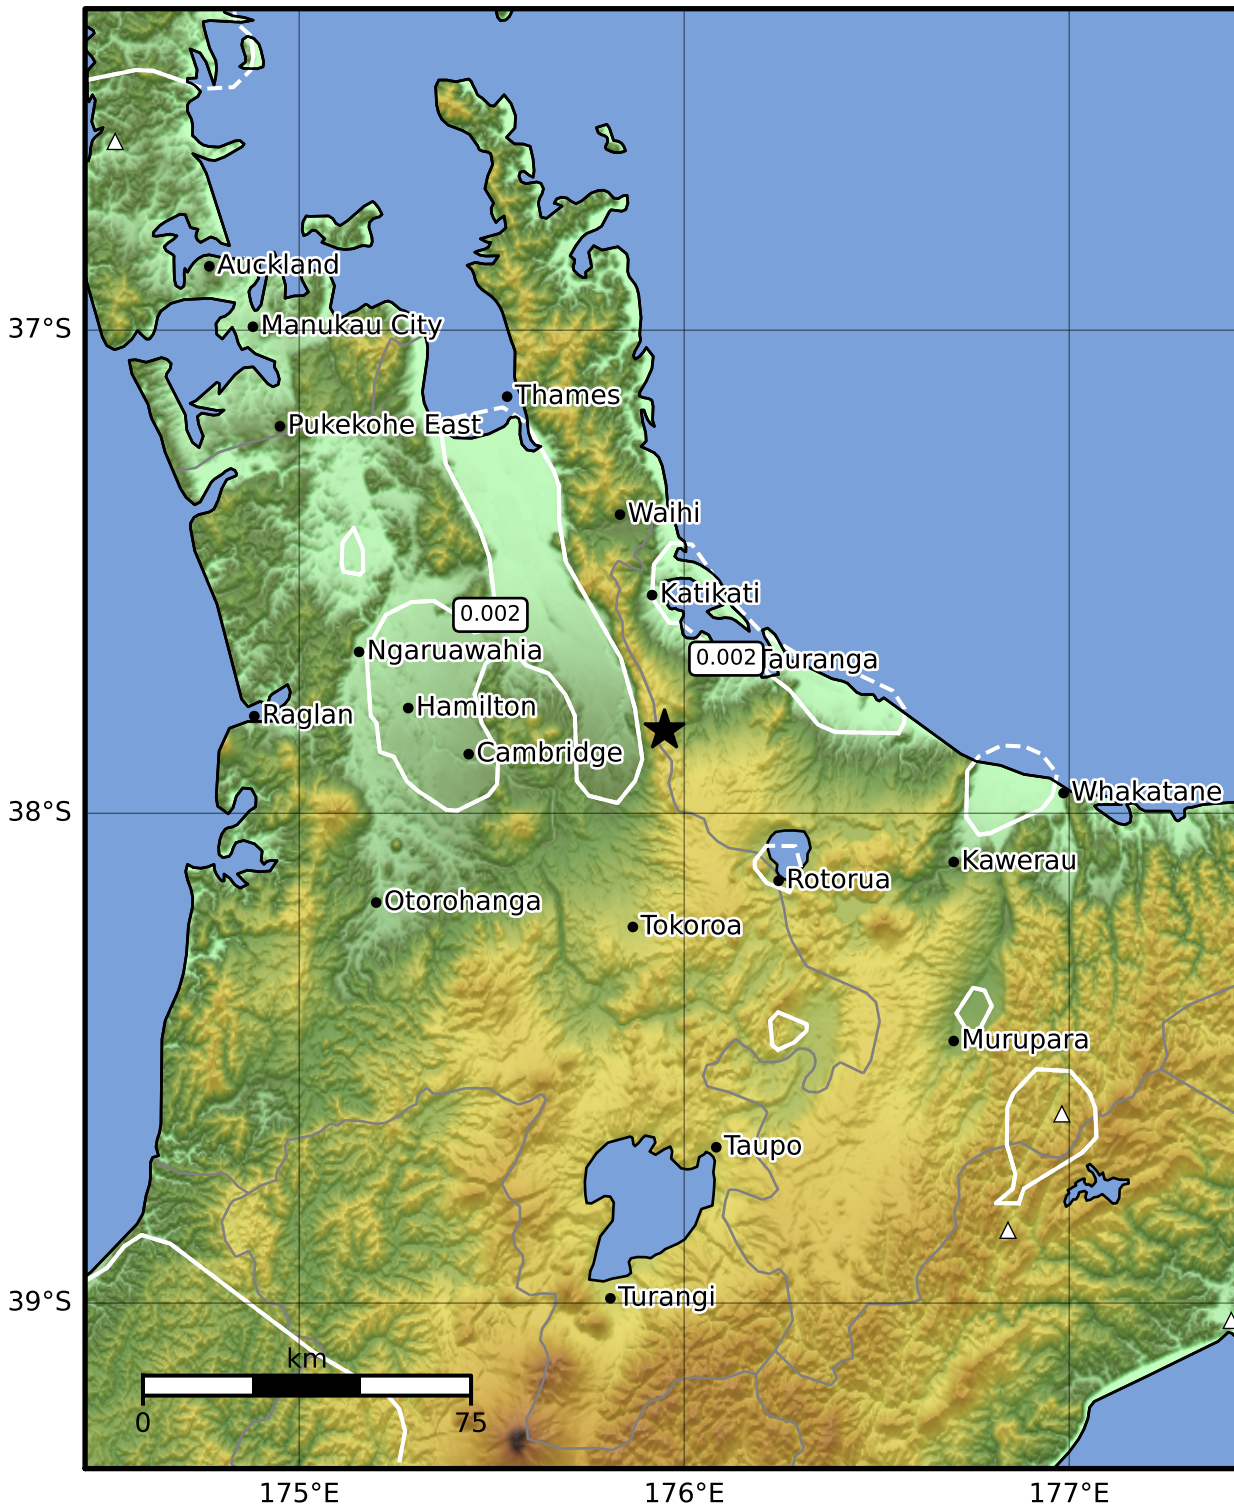 Auckland
37°S
Manukau City
Thames
Pukekohe East
Waihi
Katikati
0.002
Ngaruawahia
0.002
auranga
Raglan
Hamilton
Cambridge
Whakatane
38°S
Kawerau
Rotorua
Otorohanga
Tokoroa
Murupara
Taupo
39°S
Turangi
km
0 75
175°E 176°E 177°E